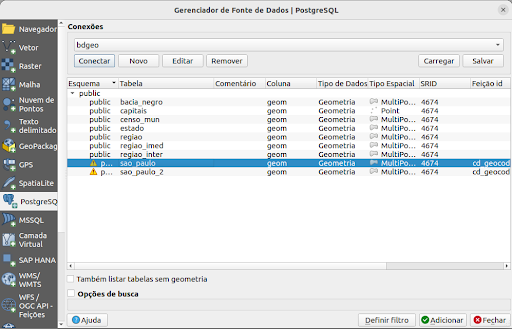 Gerenciador de Fonte de Dados | PostgreSQL
Navegador
Vetor
Raster
Malha
Nuvem de
Pontos
Texto
delimitado
GeoPackag
GPS
SpatiaLite
PostgreSQ
MSSQL
Camada
Virtual
SAP HANA
WMS/
WMTS
WFS /
OGC API -
Feições
Conexões
bdgeo
Conectar Novo Editar Remover Carregar Salvar
Esquema Tabela Comentário Coluna Tipo de Dados Tipo Espacial SRID Feição id
public
public bacia_negro geom Geometria MultiPo... 4674
public capitais geom Geometria Point 4674
public censo_mun geom Geometria MultiPo... 4674
public estado geom Geometria MultiPo... 4674
public regiao geom Geometria MultiPo... 4674
public regiao_imed geom Geometria MultiPo... 4674
public regiao_inter geom Geometria MultiPo... 4674
p... sao_paulo geom Geometria MultiPo... 4674 cd_geocod
p... sao_paulo_2 geom Geometria MultiPo... 4674 cd_geocod
Também listar tabelas sem geometria
Opções de busca
Ajuda Definir filtro Adicionar Fechar